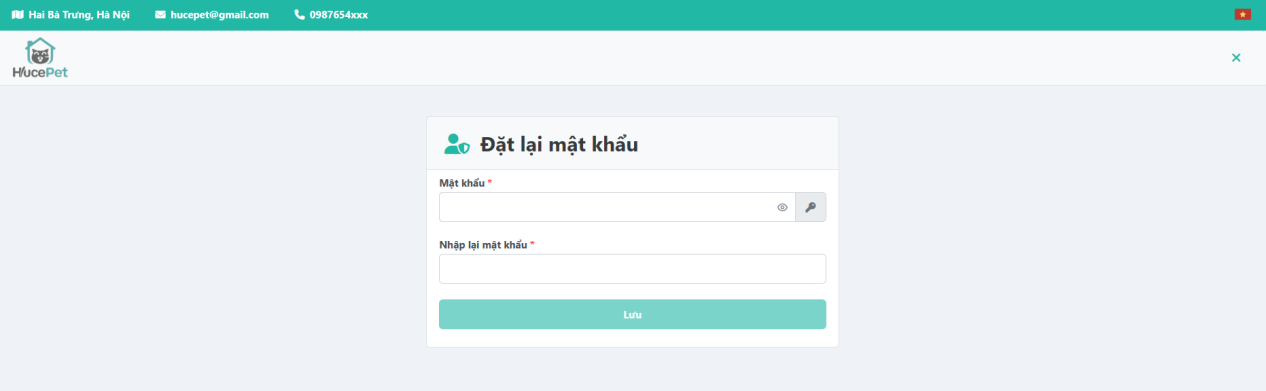 Hai Bà Trưng, Hà Nội hucepet@gmail.com 0987654xxx
HucePet
Đặt lại mật khẩu
Mật khẩu *
Nhập lại mật khẩu *
Lưu